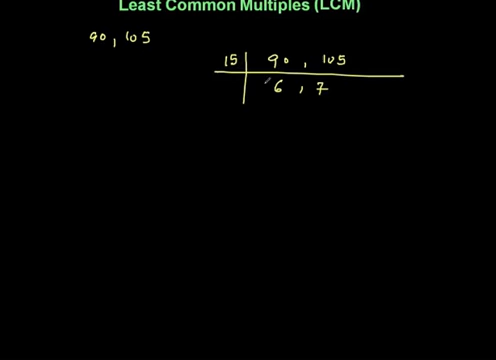 Least Common Multiples (LCM)
90, 105
15 | 90, 105
6, 7